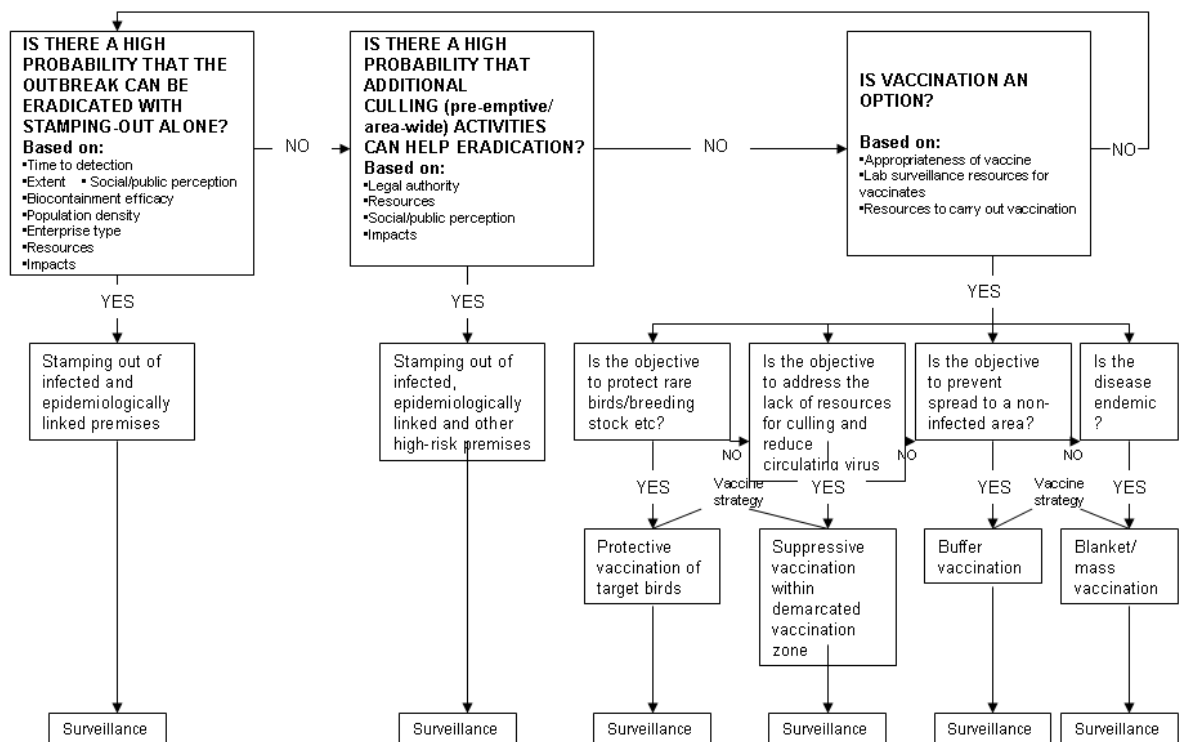 IS THERE A HIGH
PROBABILITY THAT THE
OUTBREAK CAN BE
ERADICATED WITH
STAMPING-OUT ALONE?
Based on:
▪Time to detection
▪Extent ▪ Social/public perception
▪Biocontainment efficacy
▪Population density
▪Enterprise type
▪Resources
▪Impacts
NO
IS THERE A HIGH
PROBABILITY THAT
ADDITIONAL
CULLING (pre-emptive/
area-wide) ACTIVITIES
CAN HELP ERADICATION?
Based on:
▪Legal authority
▪Resources
▪Social/public perception
▪Impacts
NO
IS VACCINATION AN
OPTION?
Based on:
▪Appropriateness of vaccine
▪Lab surveillance resources for
vaccinates
▪Resources to carry out vaccination
NO
YES
YES
YES
Stamping out of
infected and
epidemiologically
linked premises
Stamping out of
infected,
epidemiologically
linked and other
high-risk premises
Is the objective
to protect rare
birds/breeding
stock etc?
NO
Is the objective
to address the
lack of resources
for culling and
reduce
circulating virus
NO
Is the objective
to prevent
spread to a non-
infected area?
NO
Is the
disease
endemic
?
YES
Vaccine
strategy
YES
YES
Vaccine
strategy
YES
Protective
vaccination of
target birds
Suppressive
vaccination
within
demarcated
vaccination
zone
Buffer
vaccination
Blanket/
mass
vaccination
Surveillance
Surveillance
Surveillance
Surveillance
Surveillance
Surveillance